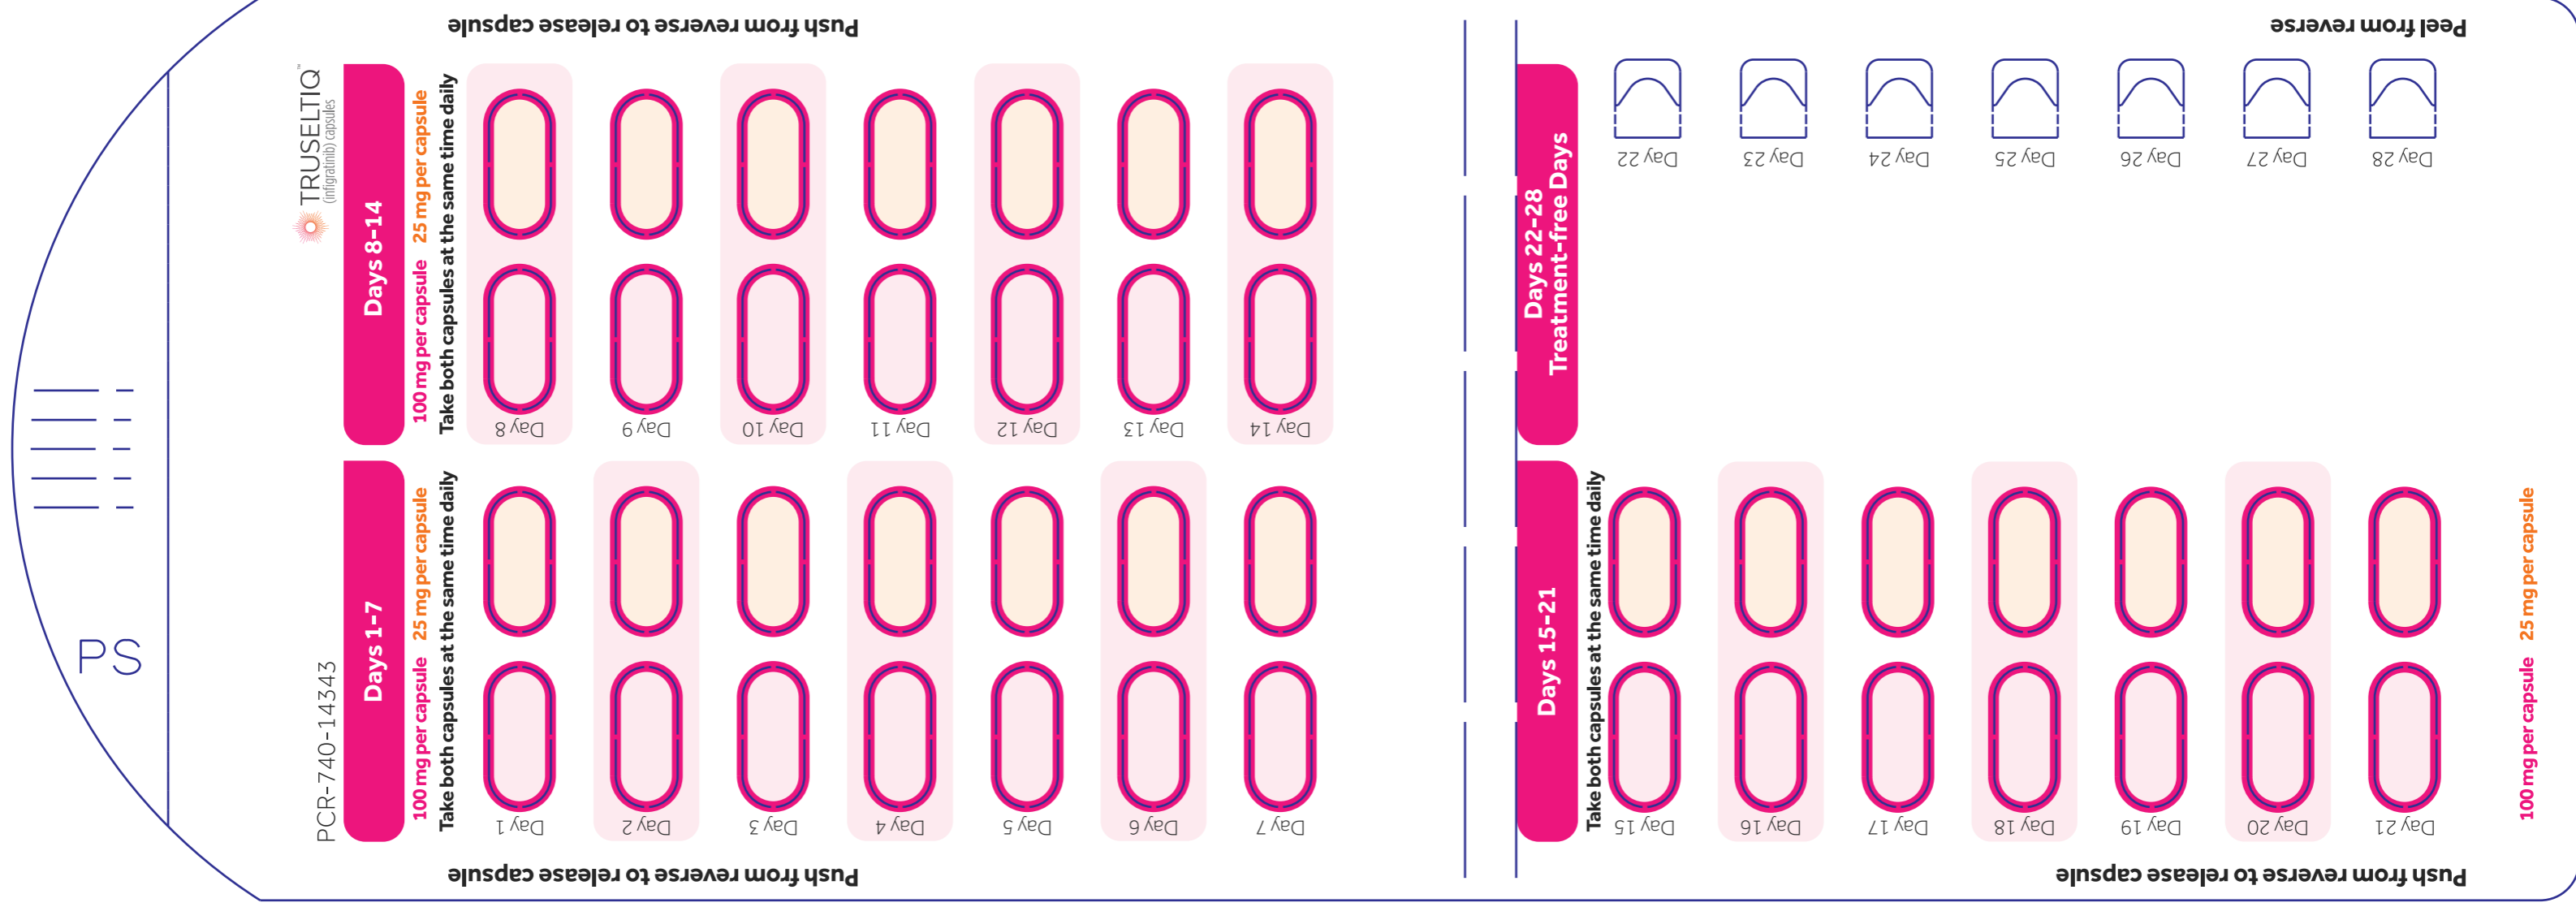 PS
PCR-740-14343
TRUSELTIQ™
(infigratinib) capsules
Days 1-7
100 mg per capsule 25 mg per capsule
Take both capsules at the same time daily
Day 1
Day 2
Day 3
Day 4
Day 5
Day 6
Day 7
Push from reverse to release capsule
Days 8-14
100 mg per capsule 25 mg per capsule
Take both capsules at the same time daily
Day 8
Day 9
Day 10
Day 11
Day 12
Day 13
Day 14
Push from reverse to release capsule
Days 15-21
Take both capsules at the same time daily
Day 15
Day 16
Day 17
Day 18
Day 19
Day 20
Day 21
100 mg per capsule 25 mg per capsule
Push from reverse to release capsule
Days 22-28
Treatment-free Days
Day 22
Day 23
Day 24
Day 25
Day 26
Day 27
Day 28
Peel from reverse